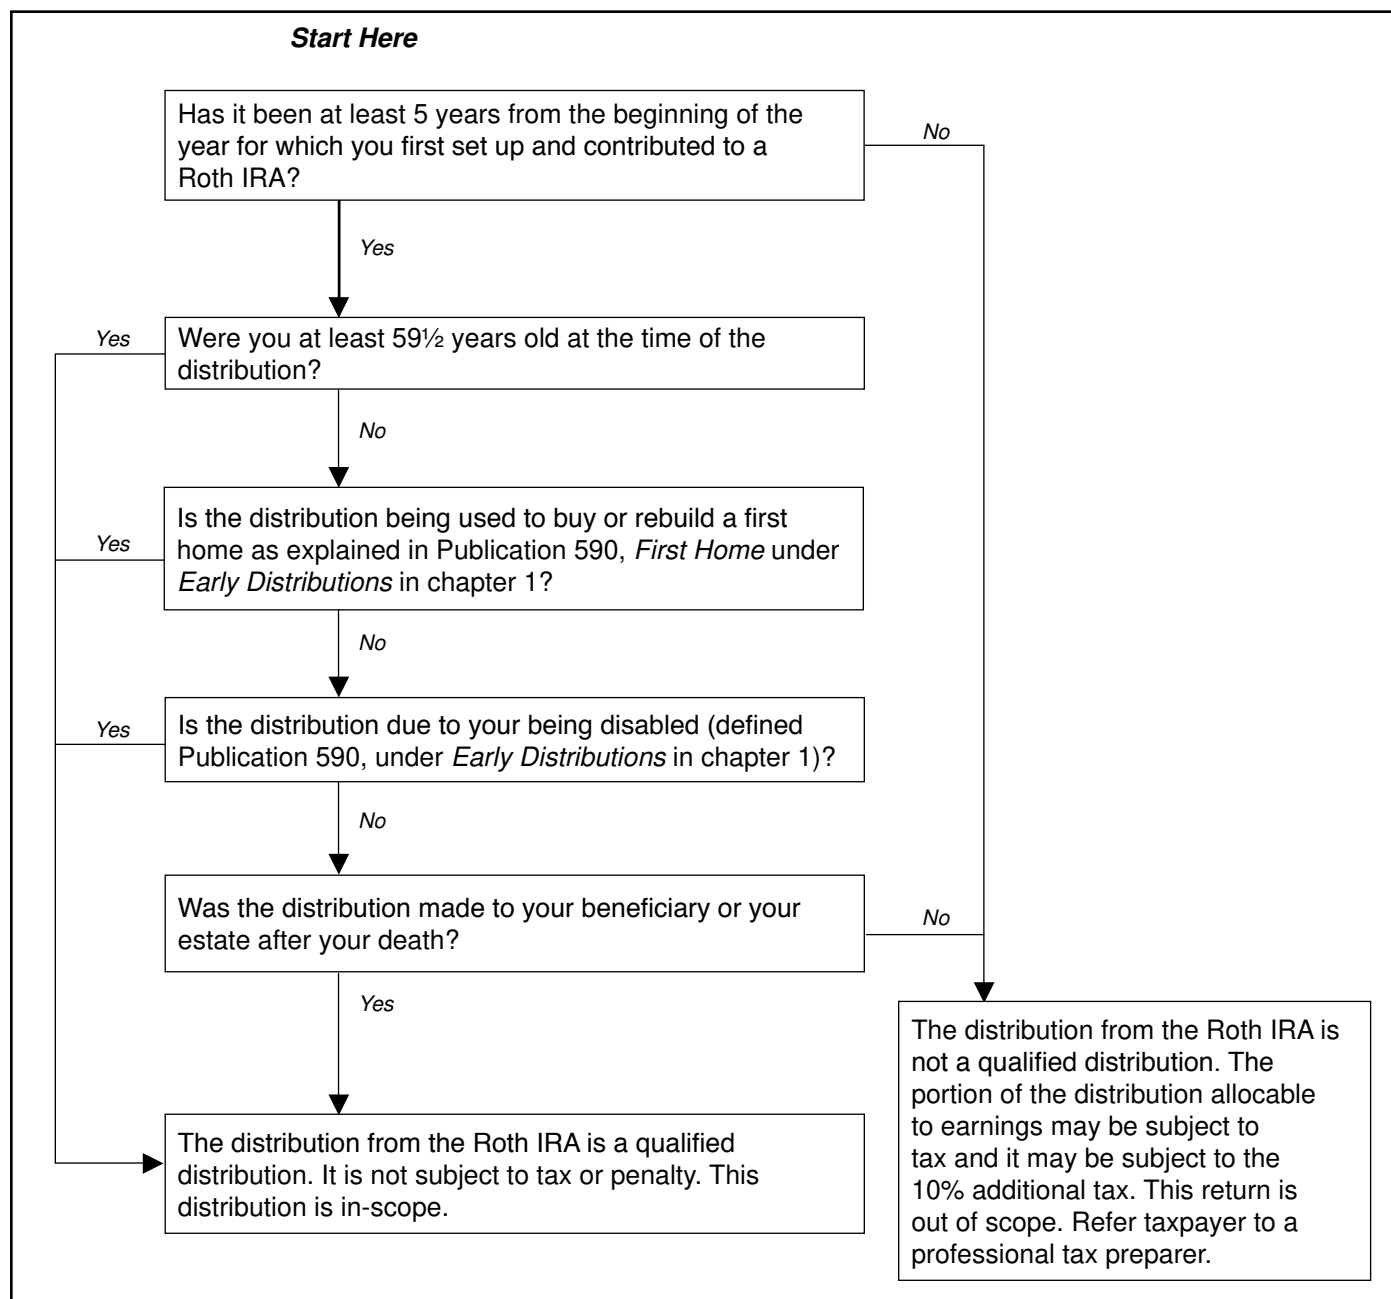 Start Here
Has it been at least 5 years from the beginning of the
year for which you first set up and contributed to a
Roth IRA?
No
Yes
Yes
Were you at least 59½ years old at the time of the
distribution?
No
Yes
Is the distribution being used to buy or rebuild a first
home as explained in Publication 590, First Home under
Early Distributions in chapter 1?
No
Yes
Is the distribution due to your being disabled (defined
Publication 590, under Early Distributions in chapter 1)?
No
Was the distribution made to your beneficiary or your
estate after your death?
No
Yes
The distribution from the Roth IRA is a qualified
distribution. It is not subject to tax or penalty. This
distribution is in-scope.
The distribution from the Roth IRA is
not a qualified distribution. The
portion of the distribution allocable
to earnings may be subject to
tax and it may be subject to the
10% additional tax. This return is
out of scope. Refer taxpayer to a
professional tax preparer.